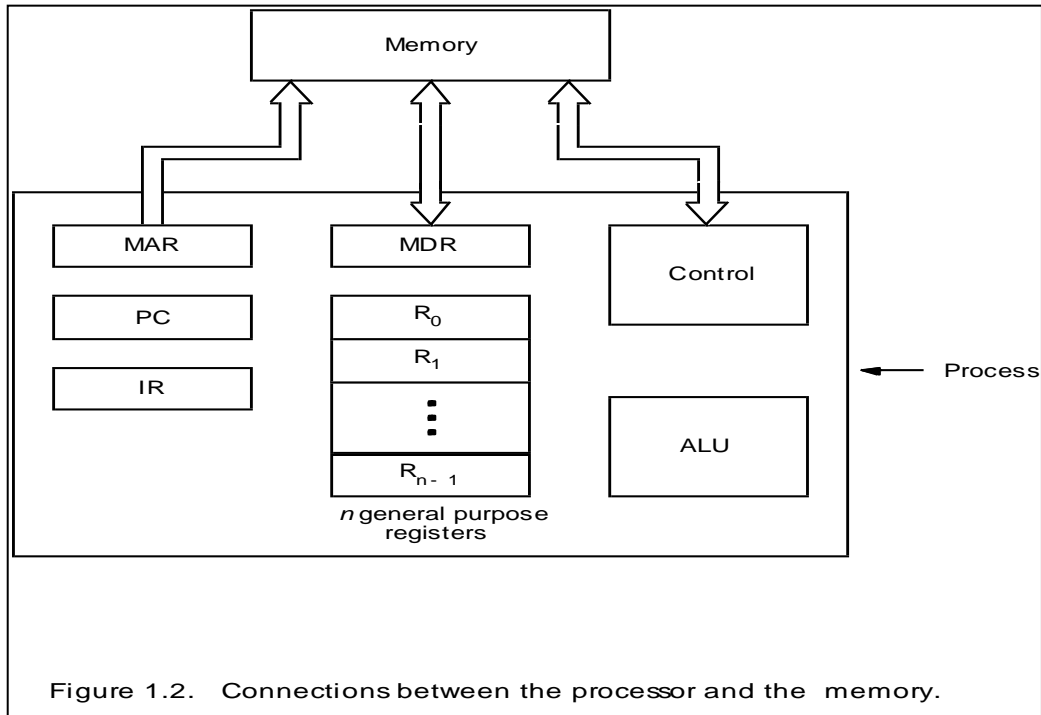 Memory
MAR
MDR
Control
PC
R0
R1
IR
Process
ALU
Rn- 1
n general purpose
registers
Figure 1.2. Connections between the processor and the memory.